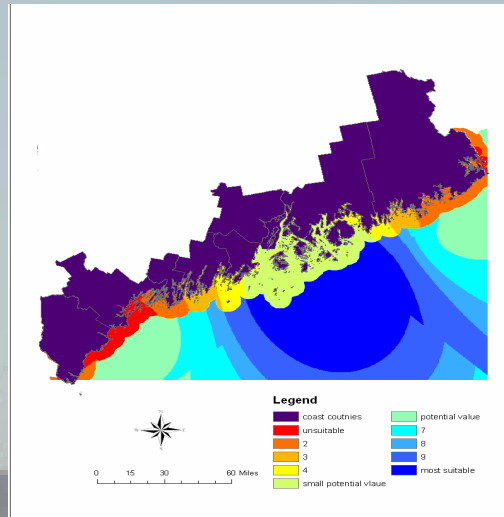 Legend
coast coutnries
unsuitable
2
3
4
small potential vlaue
potential value
7
8
9
most suitable
N
W E
S
0 15 30 60 Miles